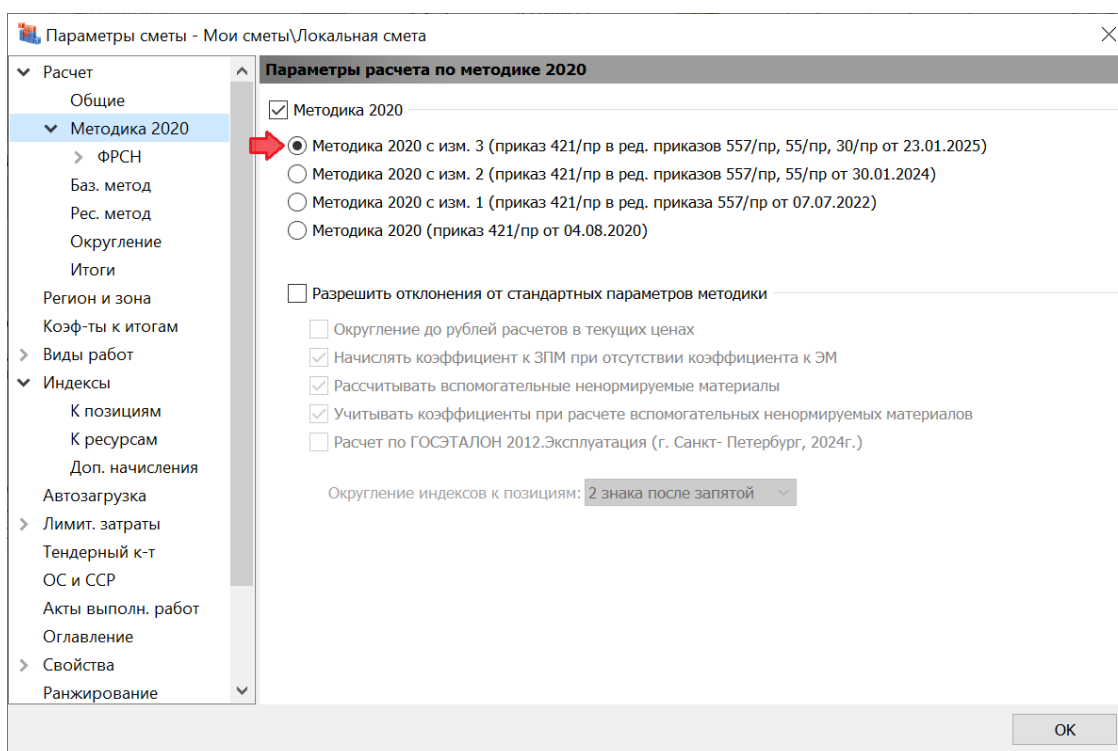 Параметры сметы - Мои сметы\Локальная смета
Расчет
Общие
Методика 2020
ФРСН
Баз. метод
Рес. метод
Округление
Итоги
Регион и зона
Коэф-ты к итогам
Виды работ
Индексы
К позициям
К ресурсам
Доп. начисления
Автозагрузка
Лимит. затраты
Тендерный к-т
ОС и ССР
Акты выполн. работ
Оглавление
Свойства
Ранжирование
Параметры расчета по методике 2020
Методика 2020
Методика 2020 с изм. 3 (приказ 421/пр в ред. приказов 557/пр, 55/пр, 30/пр от 23.01.2025)
Методика 2020 с изм. 2 (приказ 421/пр в ред. приказов 557/пр, 55/пр от 30.01.2024)
Методика 2020 с изм. 1 (приказ 421/пр в ред. приказа 557/пр от 07.07.2022)
Методика 2020 (приказ 421/пр от 04.08.2020)
Разрешить отклонения от стандартных параметров методики
Округление до рублей расчетов в текущих ценах
Начислять коэффициент к ЗПМ при отсутствии коэффициента к ЭМ
Рассчитывать вспомогательные ненормируемые материалы
Учитывать коэффициенты при расчете вспомогательных ненормируемых материалов
Расчет по ГОСЭТАЛОН 2012.Эксплуатация (г. Санкт- Петербург, 2024г.)
Округление индексов к позициям: 2 знака после запятой
ОК